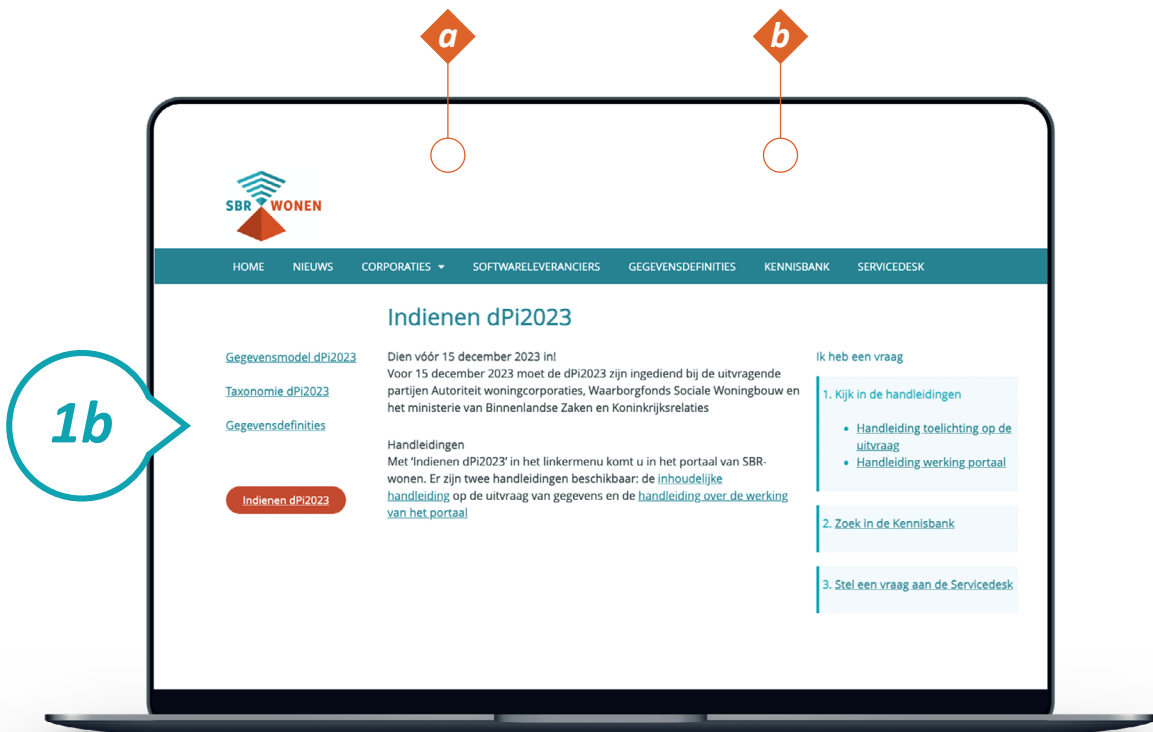 a
b
SBR WONEN
HOME NIEUWS CORPORATIES SOFTWARELEVERANCIERS GEGEVENSDEFINITIES KENNISBANK SERVICEDESK
Indienen dPi2023
1b
Gegevensmodel dPi2023
Taxonomie dPi2023
Gegevensdefinities
Indienen dPi2023
Dien vóór 15 december 2023 in!
Voor 15 december 2023 moet de dPi2023 zijn ingediend bij de uitvragende
partijen Autoriteit woningcorporaties, Waarborgfonds Sociale Woningbouw en
het ministerie van Binnenlandse Zaken en Koninkrijksrelaties
Handleidingen
Met ‘Indienen dPi2023’ in het linkermenu komt u in het portaal van SBR-
wonen. Er zijn twee handleidingen beschikbaar: de inhoudelijke
handleiding op de uitvraag van gegevens en de handleiding over de werking
van het portaal
Ik heb een vraag
1. Kijk in de handleidingen
• Handleiding toelichting op de
uitvraag
• Handleiding werking portaal
2. Zoek in de Kennisbank
3. Stel een vraag aan de Servicedesk